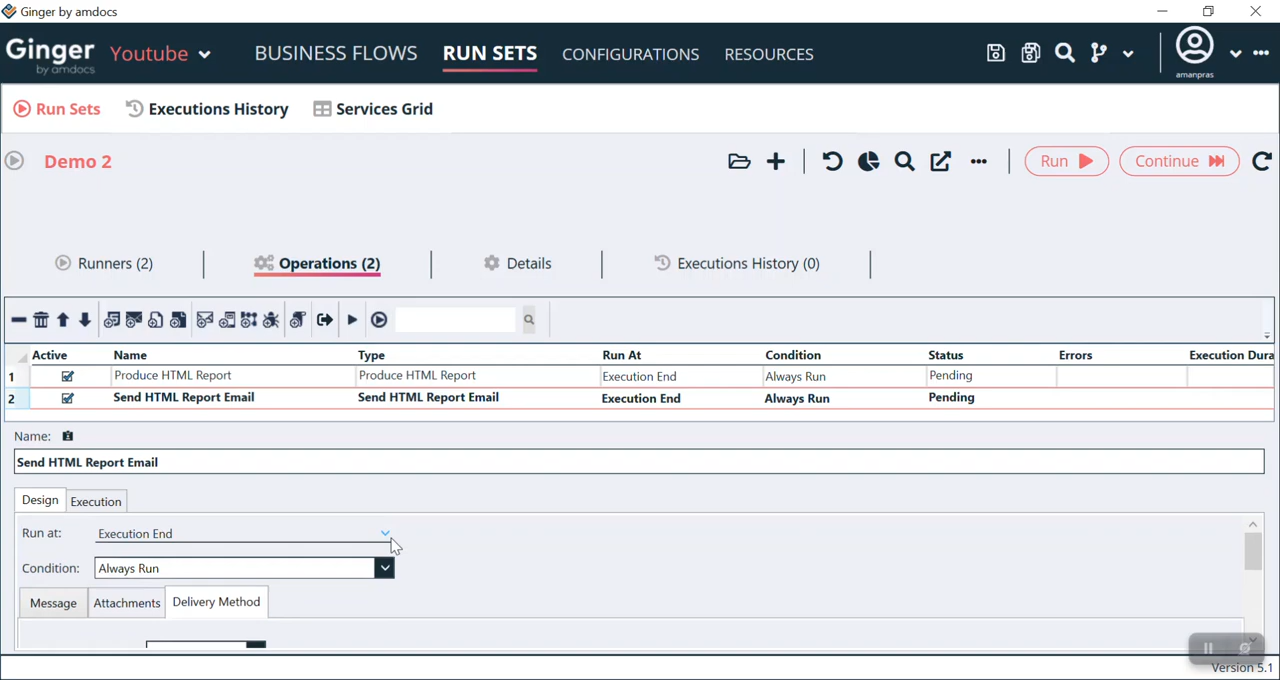 Ginger by amdocs
Ginger by amdocs Youtube BUSINESS FLOWS RUN SETS CONFIGURATIONS RESOURCES amanpras
Run Sets Executions History Services Grid
Demo 2 Run Continue
Runners (2) Operations (2) Details Executions History (0)
Active Name Type Run At Condition Status Errors Execution Dura
1 Produce HTML Report Produce HTML Report Execution End Always Run Pending
2 Send HTML Report Email Send HTML Report Email Execution End Always Run Pending
Name:
Send HTML Report Email
Design Execution
Run at: Execution End
Condition: Always Run
Message Attachments Delivery Method
Version 5.1